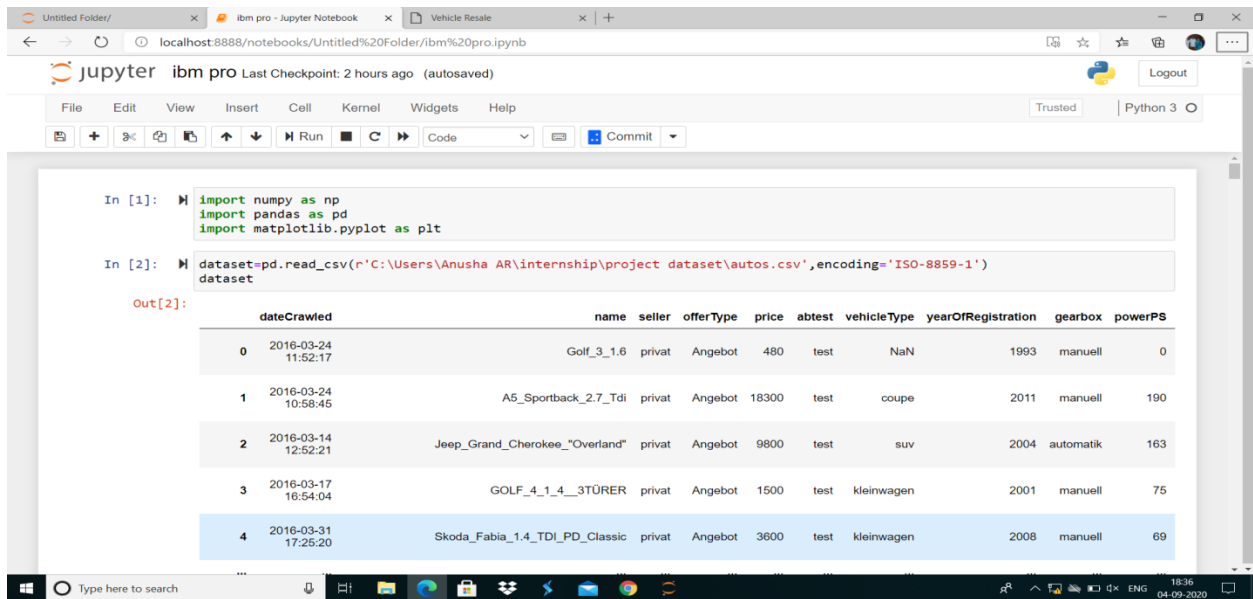 Untitled Folder/
ibm pro - Jupyter Notebook
Vehicle Resale
localhost:8888/notebooks/Untitled%20Folder/ibm%20pro.ipynb
jupyter ibm pro Last Checkpoint: 2 hours ago (autosaved)
Logout
File Edit View Insert Cell Kernel Widgets Help
Trusted Python 3
Run Code Commit
In [1]: import numpy as np
import pandas as pd
import matplotlib.pyplot as plt
In [2]: dataset=pd.read_csv(r'C:\Users\Anusha AR\internship\project dataset\autos.csv',encoding='ISO-8859-1')
dataset
Out[2]:
dateCrawled name seller offerType price abtest vehicleType yearOfRegistration gearbox powerPS
0 2016-03-24 11:52:17 Golf_3_1.6 privat Angebot 480 test NaN 1993 manuell 0
1 2016-03-24 10:58:45 A5_Sportback_2.7_Tdi privat Angebot 18300 test coupe 2011 manuell 190
2 2016-03-14 12:52:21 Jeep_Grand_Cherokee_"Overland" privat Angebot 9800 test suv 2004 automatik 163
3 2016-03-17 16:54:04 GOLF_4_1_4__3TÜRER privat Angebot 1500 test kleinwagen 2001 manuell 75
4 2016-03-31 17:25:20 Skoda_Fabia_1.4_TDI_PD_Classic privat Angebot 3600 test kleinwagen 2008 manuell 69
Type here to search
ENG
18:36
04-09-2020